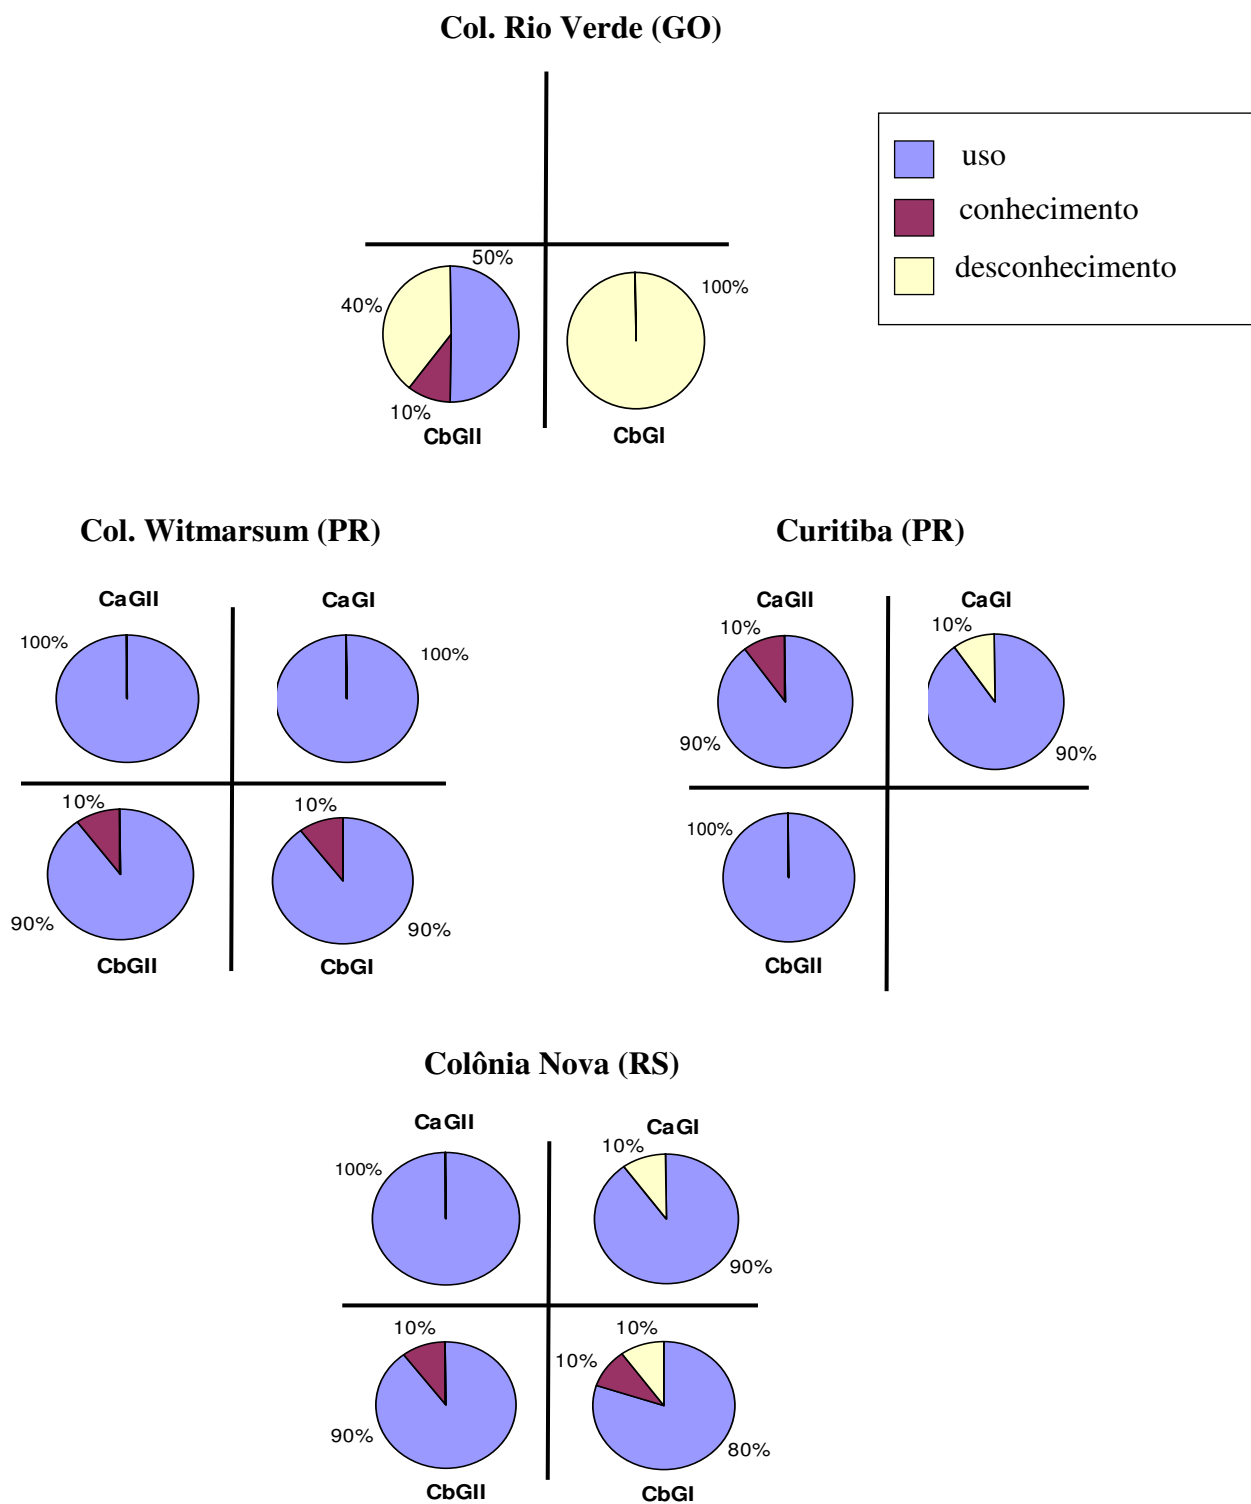 Col. Rio Verde (GO)
uso
conhecimento
desconhecimento
50%
40%
10%
CbGII
100%
CbGI
Col. Witmarsum (PR)
CaGII
100%
CaGI
100%
10%
90%
CbGII
10%
90%
CbGI
Curitiba (PR)
CaGII
10%
90%
CaGI
10%
90%
100%
CbGII
Colônia Nova (RS)
CaGII
100%
CaGI
10%
90%
10%
90%
CbGII
10%
10%
80%
CbGI